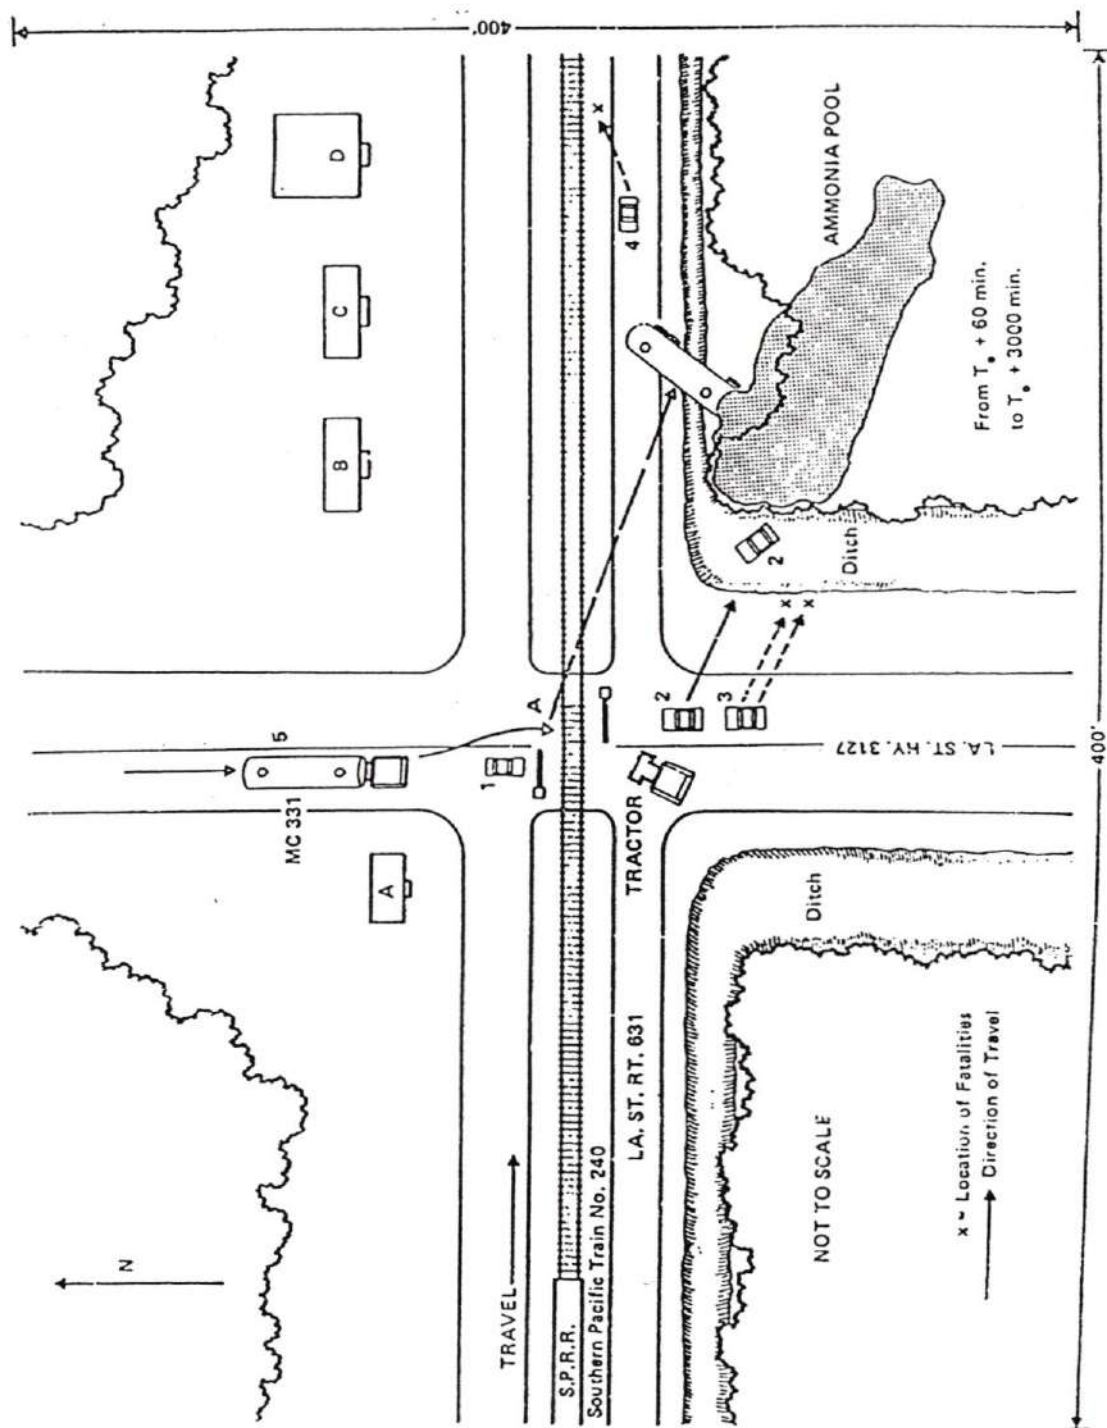 400'
N
D
C
B
A
MC 331
5
1
A
TRAVEL
S.P.R.R.
Southern Pacific Train No. 240
LA. ST. RT. 631
TRACTOR
4
x
2
3
2
x
x
Ditch
Ditch
LA. ST. HY. 3127
AMMONIA POOL
From Tₒ + 60 min.
to Tₒ + 3000 min.
NOT TO SCALE
x = Location of Fatalities
Direction of Travel
400'